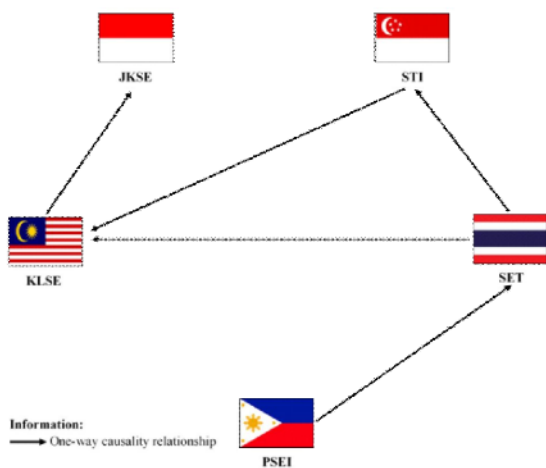 JKSE
STI
KLSE
SET
Information:
One-way causality relationship
PSEI